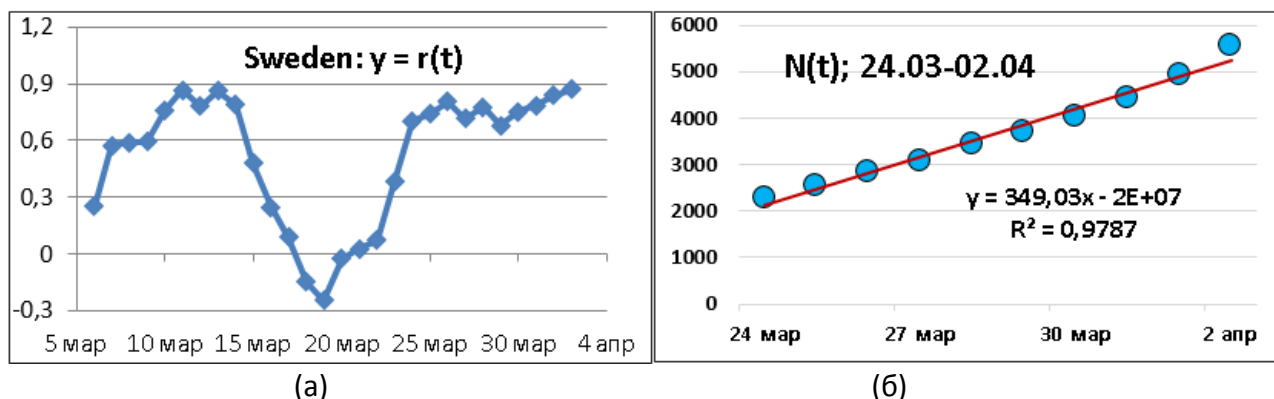 Sweden: y = r(t)
1,2
0,9
0,6
0,3
0
-0,3
5 мар 10 мар 15 мар 20 мар 25 мар 30 мар 4 апр
(а)
N(t); 24.03-02.04
6000
5000
4000
3000
2000
1000
0
y = 349,03x - 2E+07
R² = 0,9787
24 мар 27 мар 30 мар 2 апр
(б)